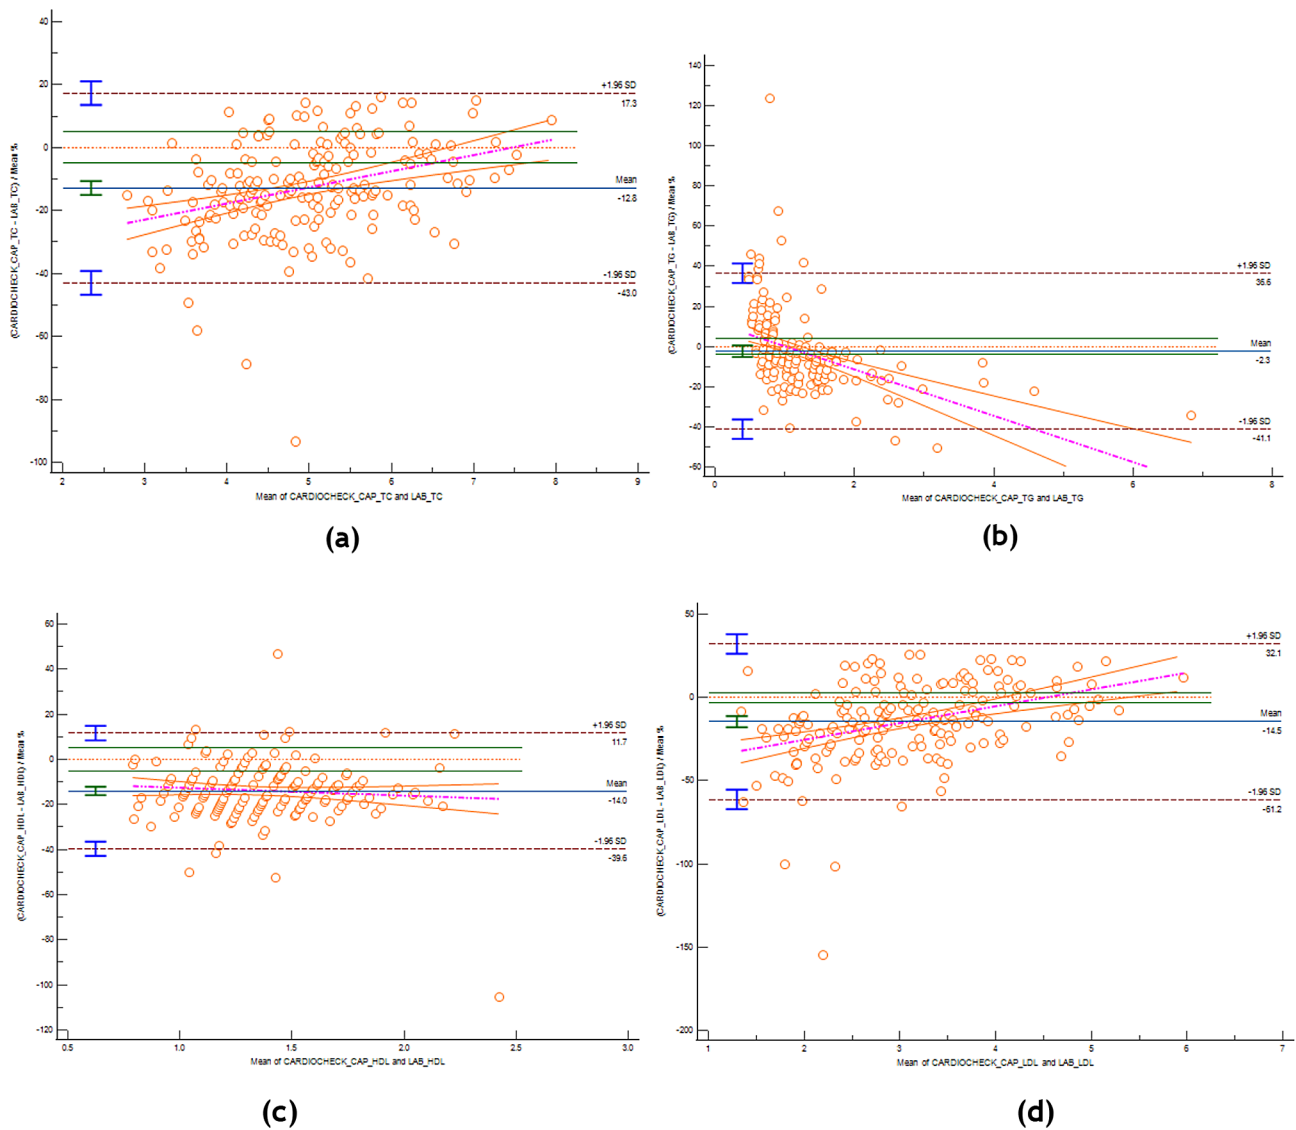 (CARDIOCHECK_CAP_TC - LAB_TC) / Mean %
40
20
0
-20
-40
-60
-80
-100
+1.96 SD
17.3
Mean
-12.8
-1.96 SD
-43.0
2 3 4 5 6 7 8 9
Mean of CARDIOCHECK_CAP_TC and LAB_TC
(a)
(CARDIOCHECK_CAP_TG - LAB_TG) / Mean %
140
120
100
80
60
40
20
0
-20
-40
-60
+1.96 SD
36.6
Mean
-2.3
-1.96 SD
-41.1
0 2 4 6 8
Mean of CARDIOCHECK_CAP_TG and LAB_TG
(b)
(CARDIOCHECK_CAP_HDL - LAB_HDL) / Mean %
60
40
20
0
-20
-40
-60
-80
-100
-120
+1.96 SD
11.7
Mean
-14.0
-1.96 SD
-39.6
0.5 1.0 1.5 2.0 2.5 3.0
Mean of CARDIOCHECK_CAP_HDL and LAB_HDL
(c)
(CARDIOCHECK_CAP_LDL - LAB_LDL) / Mean %
50
0
-50
-100
-150
-200
+1.96 SD
32.1
Mean
-14.5
-1.96 SD
-61.2
1 2 3 4 5 6 7
Mean of CARDIOCHECK_CAP_LDL and LAB_LDL
(d)